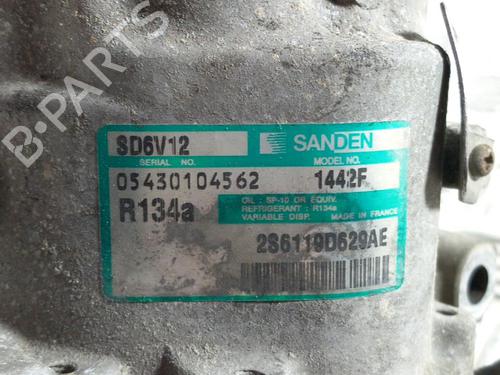 B-Parts
SD6V12
SANDEN
SERIAL NO.
MODEL NO.
05430104562
1442F
R134a
OIL : SP-10 OR EQUIV.
REFRIGERANT : R134a
VARIABLE DISP. MADE IN FRANCE
2S6119D629AE